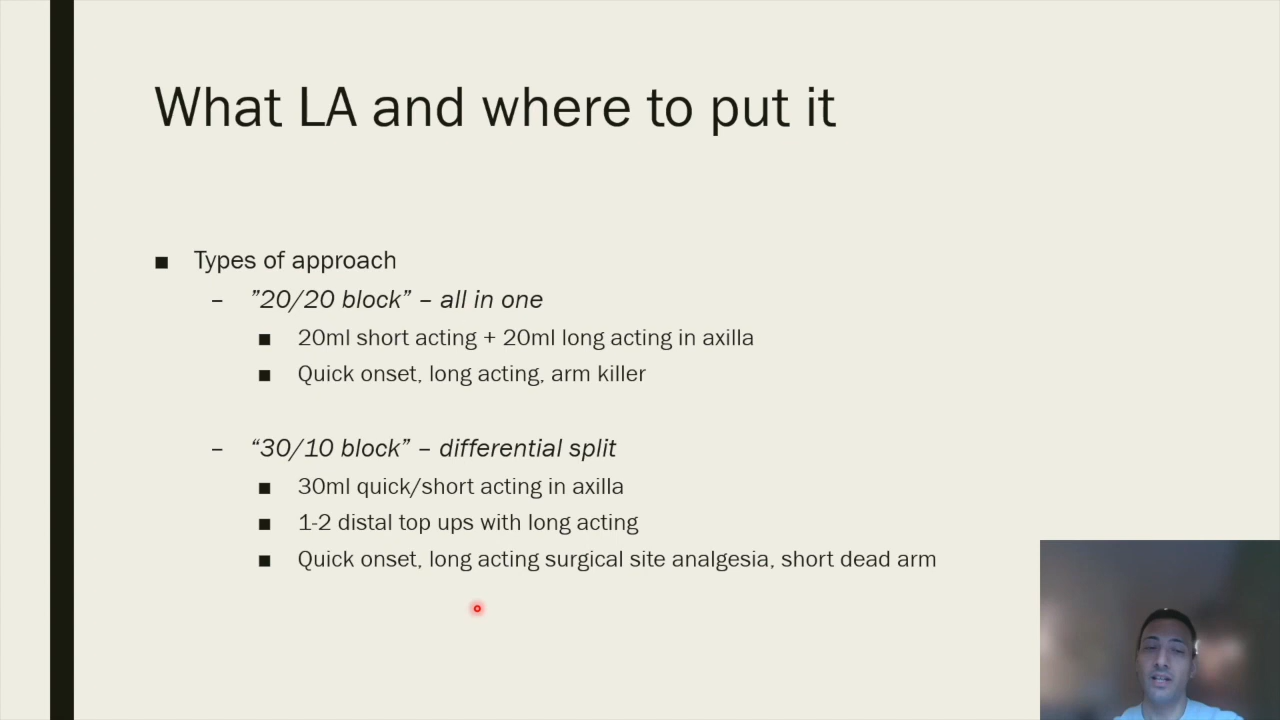 What LA and where to put it
■ Types of approach
– ”20/20 block” – all in one
■ 20ml short acting + 20ml long acting in axilla
■ Quick onset, long acting, arm killer
– “30/10 block” – differential split
■ 30ml quick/short acting in axilla
■ 1-2 distal top ups with long acting
■ Quick onset, long acting surgical site analgesia, short dead arm